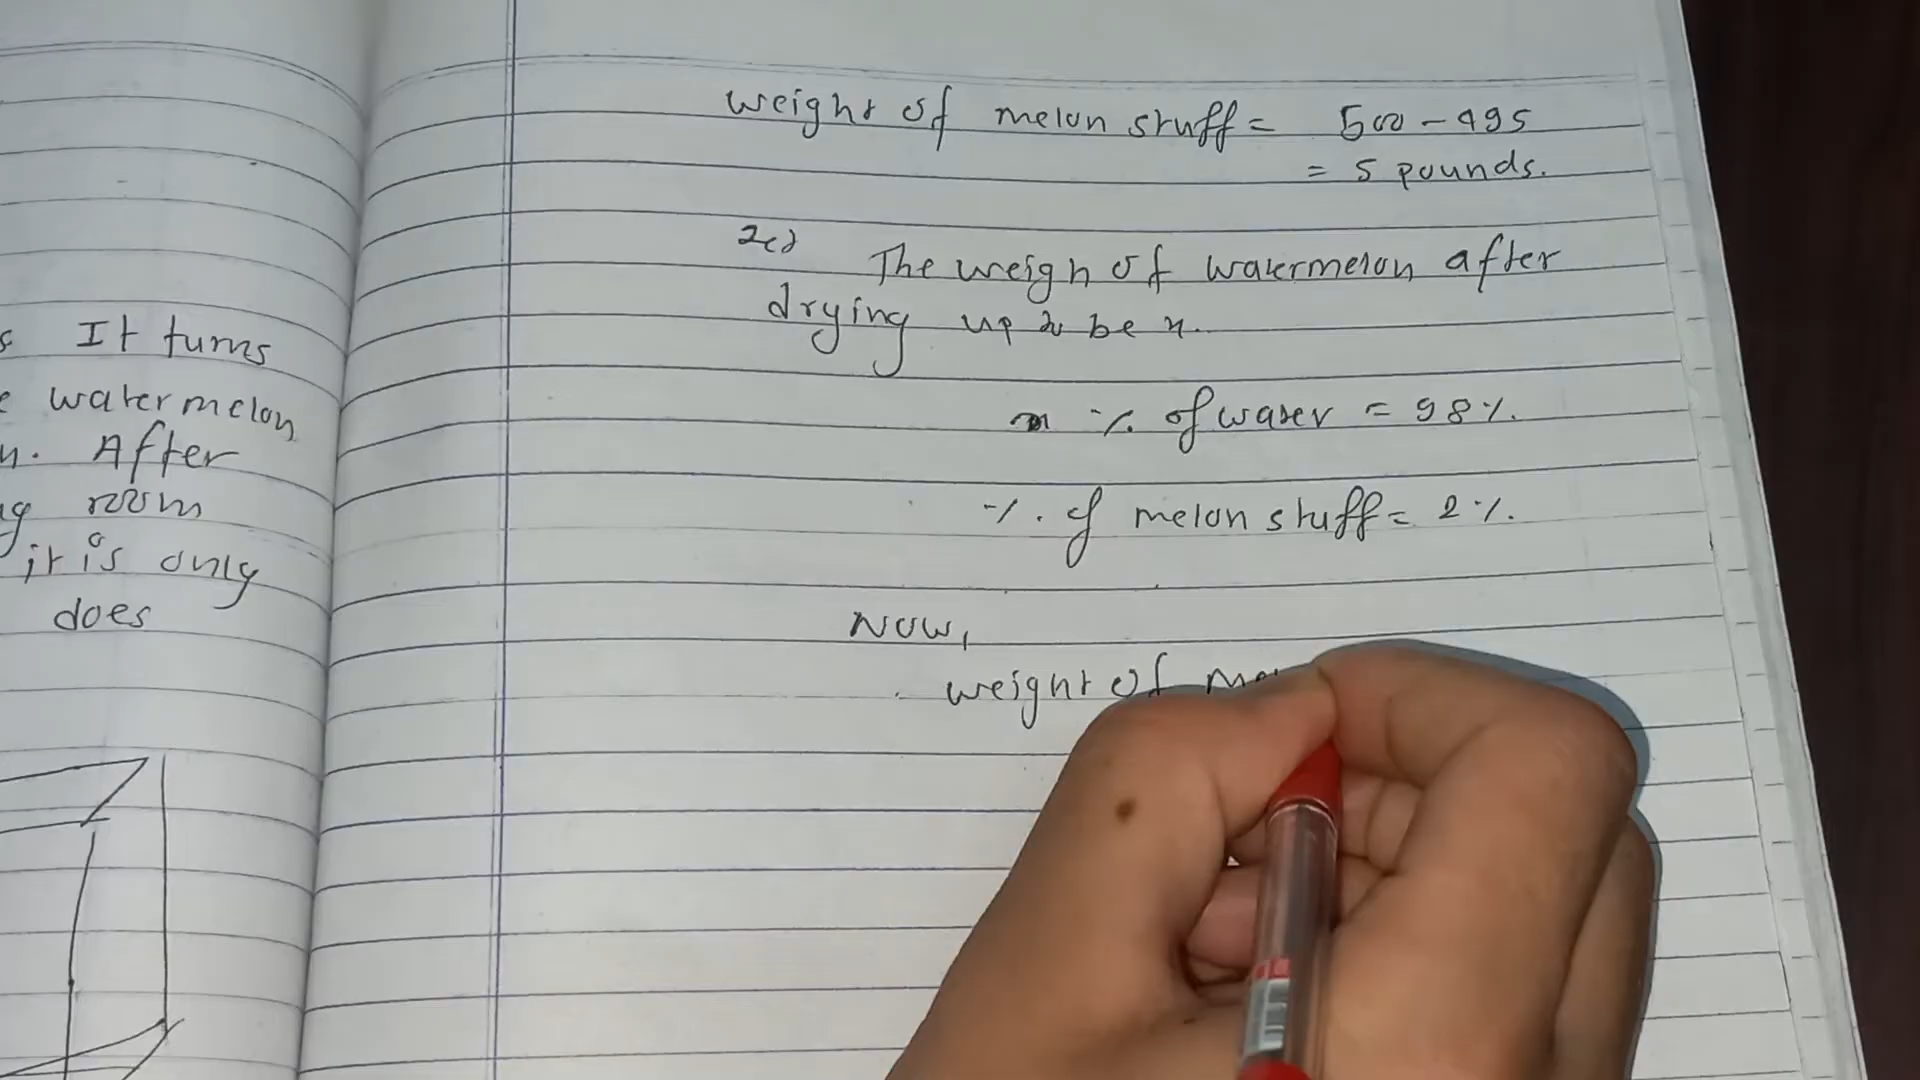 It turns
watermelon
After
room
it is only
does
weight of melon stuff = 500 - 495
= 5 pounds.
The weigh of watermelon after
drying up to be x.
% of water = 98%.
%. of melon stuff = 2%.
Now,
weight of